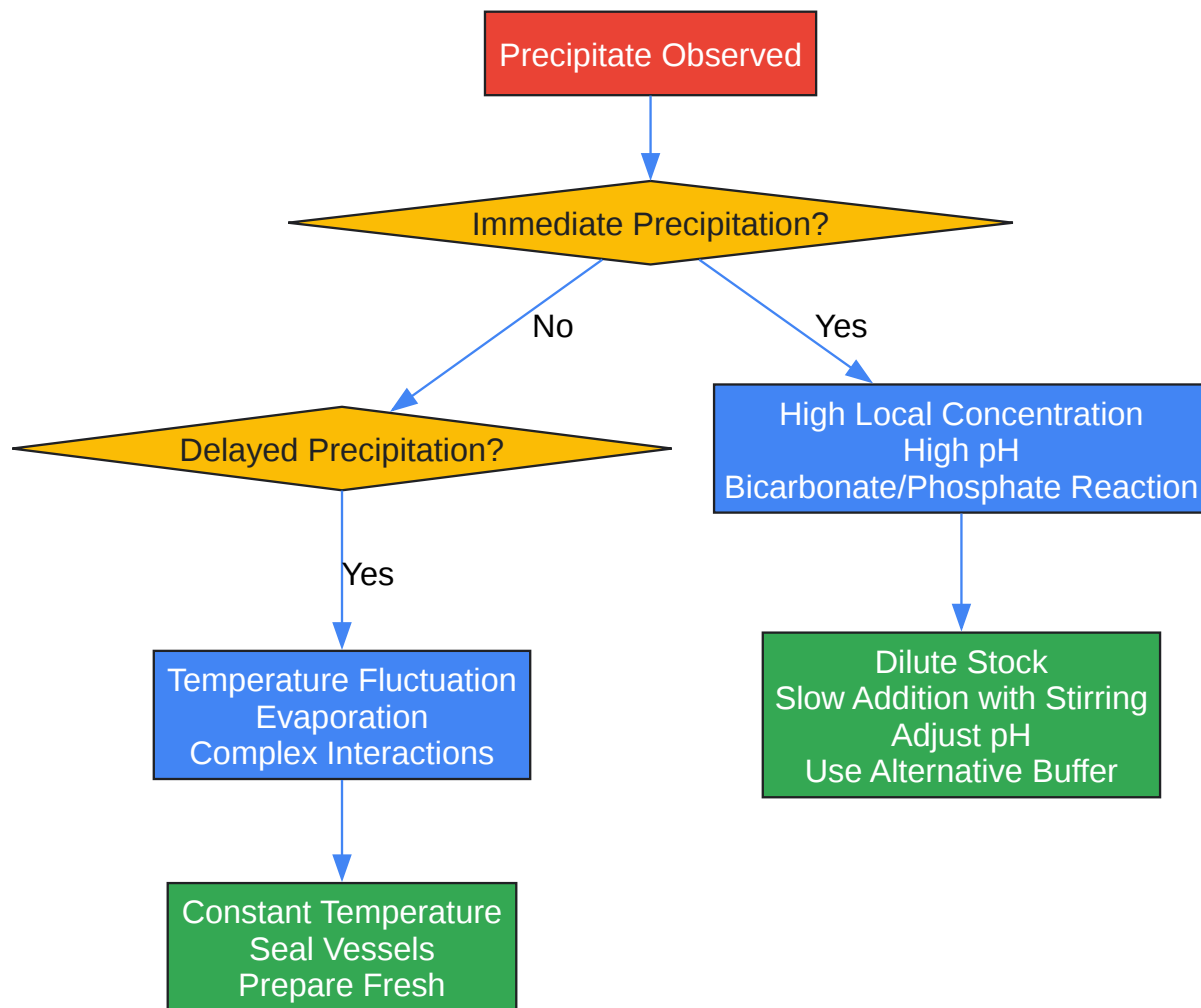 Precipitate Observed
Immediate Precipitation?
No
Yes
High Local Concentration
High pH
Bicarbonate/Phosphate Reaction
Delayed Precipitation?
Yes
Dilute Stock
Slow Addition with Stirring
Adjust pH
Use Alternative Buffer
Temperature Fluctuation
Evaporation
Complex Interactions
Constant Temperature
Seal Vessels
Prepare Fresh